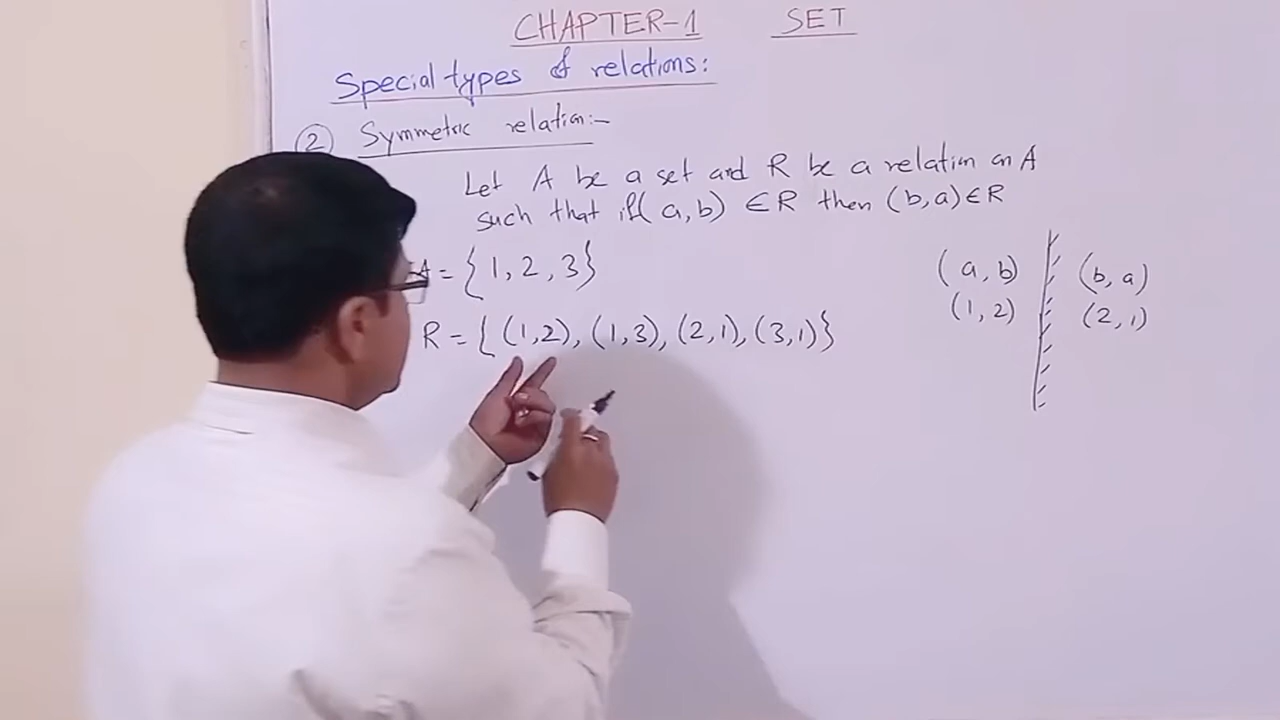 CHAPTER-1 SET
Special types of relations:
② Symmetric relation:-
Let A be a set and R be a relation on A
such that if (a, b) ∈ R then (b, a) ∈ R
A = {1, 2, 3}
R = { (1,2), (1,3), (2,1), (3,1)}
(a, b) (b, a)
(1, 2) (2, 1)